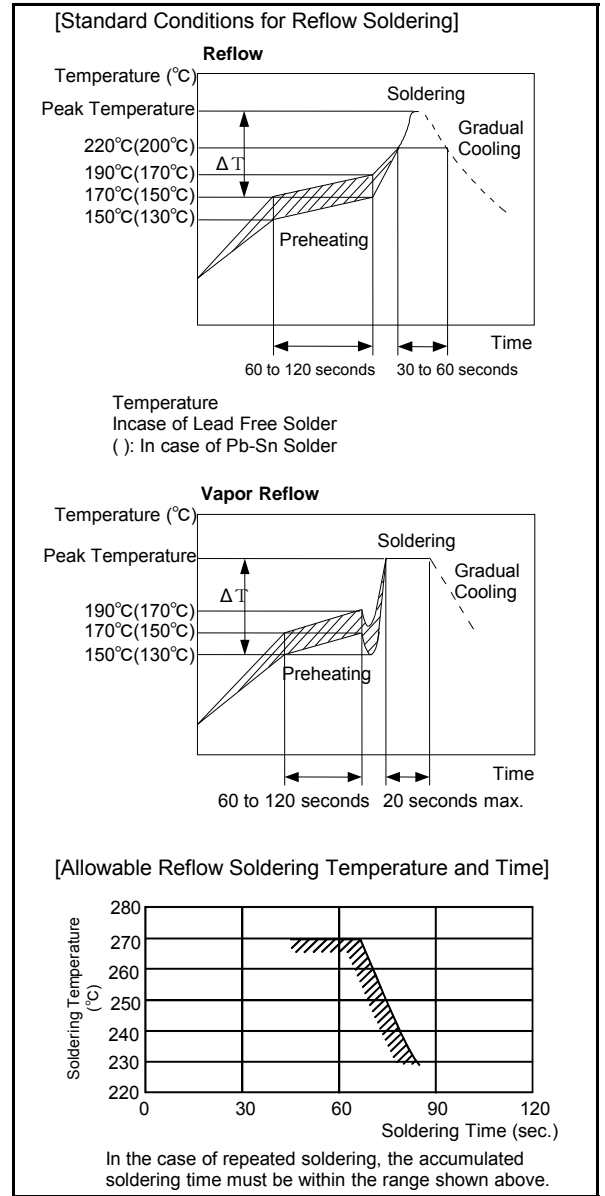 [Standard Conditions for Reflow Soldering]
Reflow
Temperature (°C)
Peak Temperature
Soldering
Gradual
Cooling
220°C(200°C)
ΔT
190°C(170°C)
170°C(150°C)
150°C(130°C)
Preheating
Time
60 to 120 seconds
30 to 60 seconds
Temperature
Incase of Lead Free Solder
( ): In case of Pb-Sn Solder
Vapor Reflow
Temperature (°C)
Soldering
Peak Temperature
Gradual
Cooling
ΔT
190°C(170°C)
170°C(150°C)
150°C(130°C)
Preheating
Time
60 to 120 seconds
20 seconds max.
[Allowable Reflow Soldering Temperature and Time]
Soldering Temperature
(°C)
280
270
260
250
240
230
220
0
30
60
90
120
Soldering Time (sec.)
In the case of repeated soldering, the accumulated
soldering time must be within the range shown above.